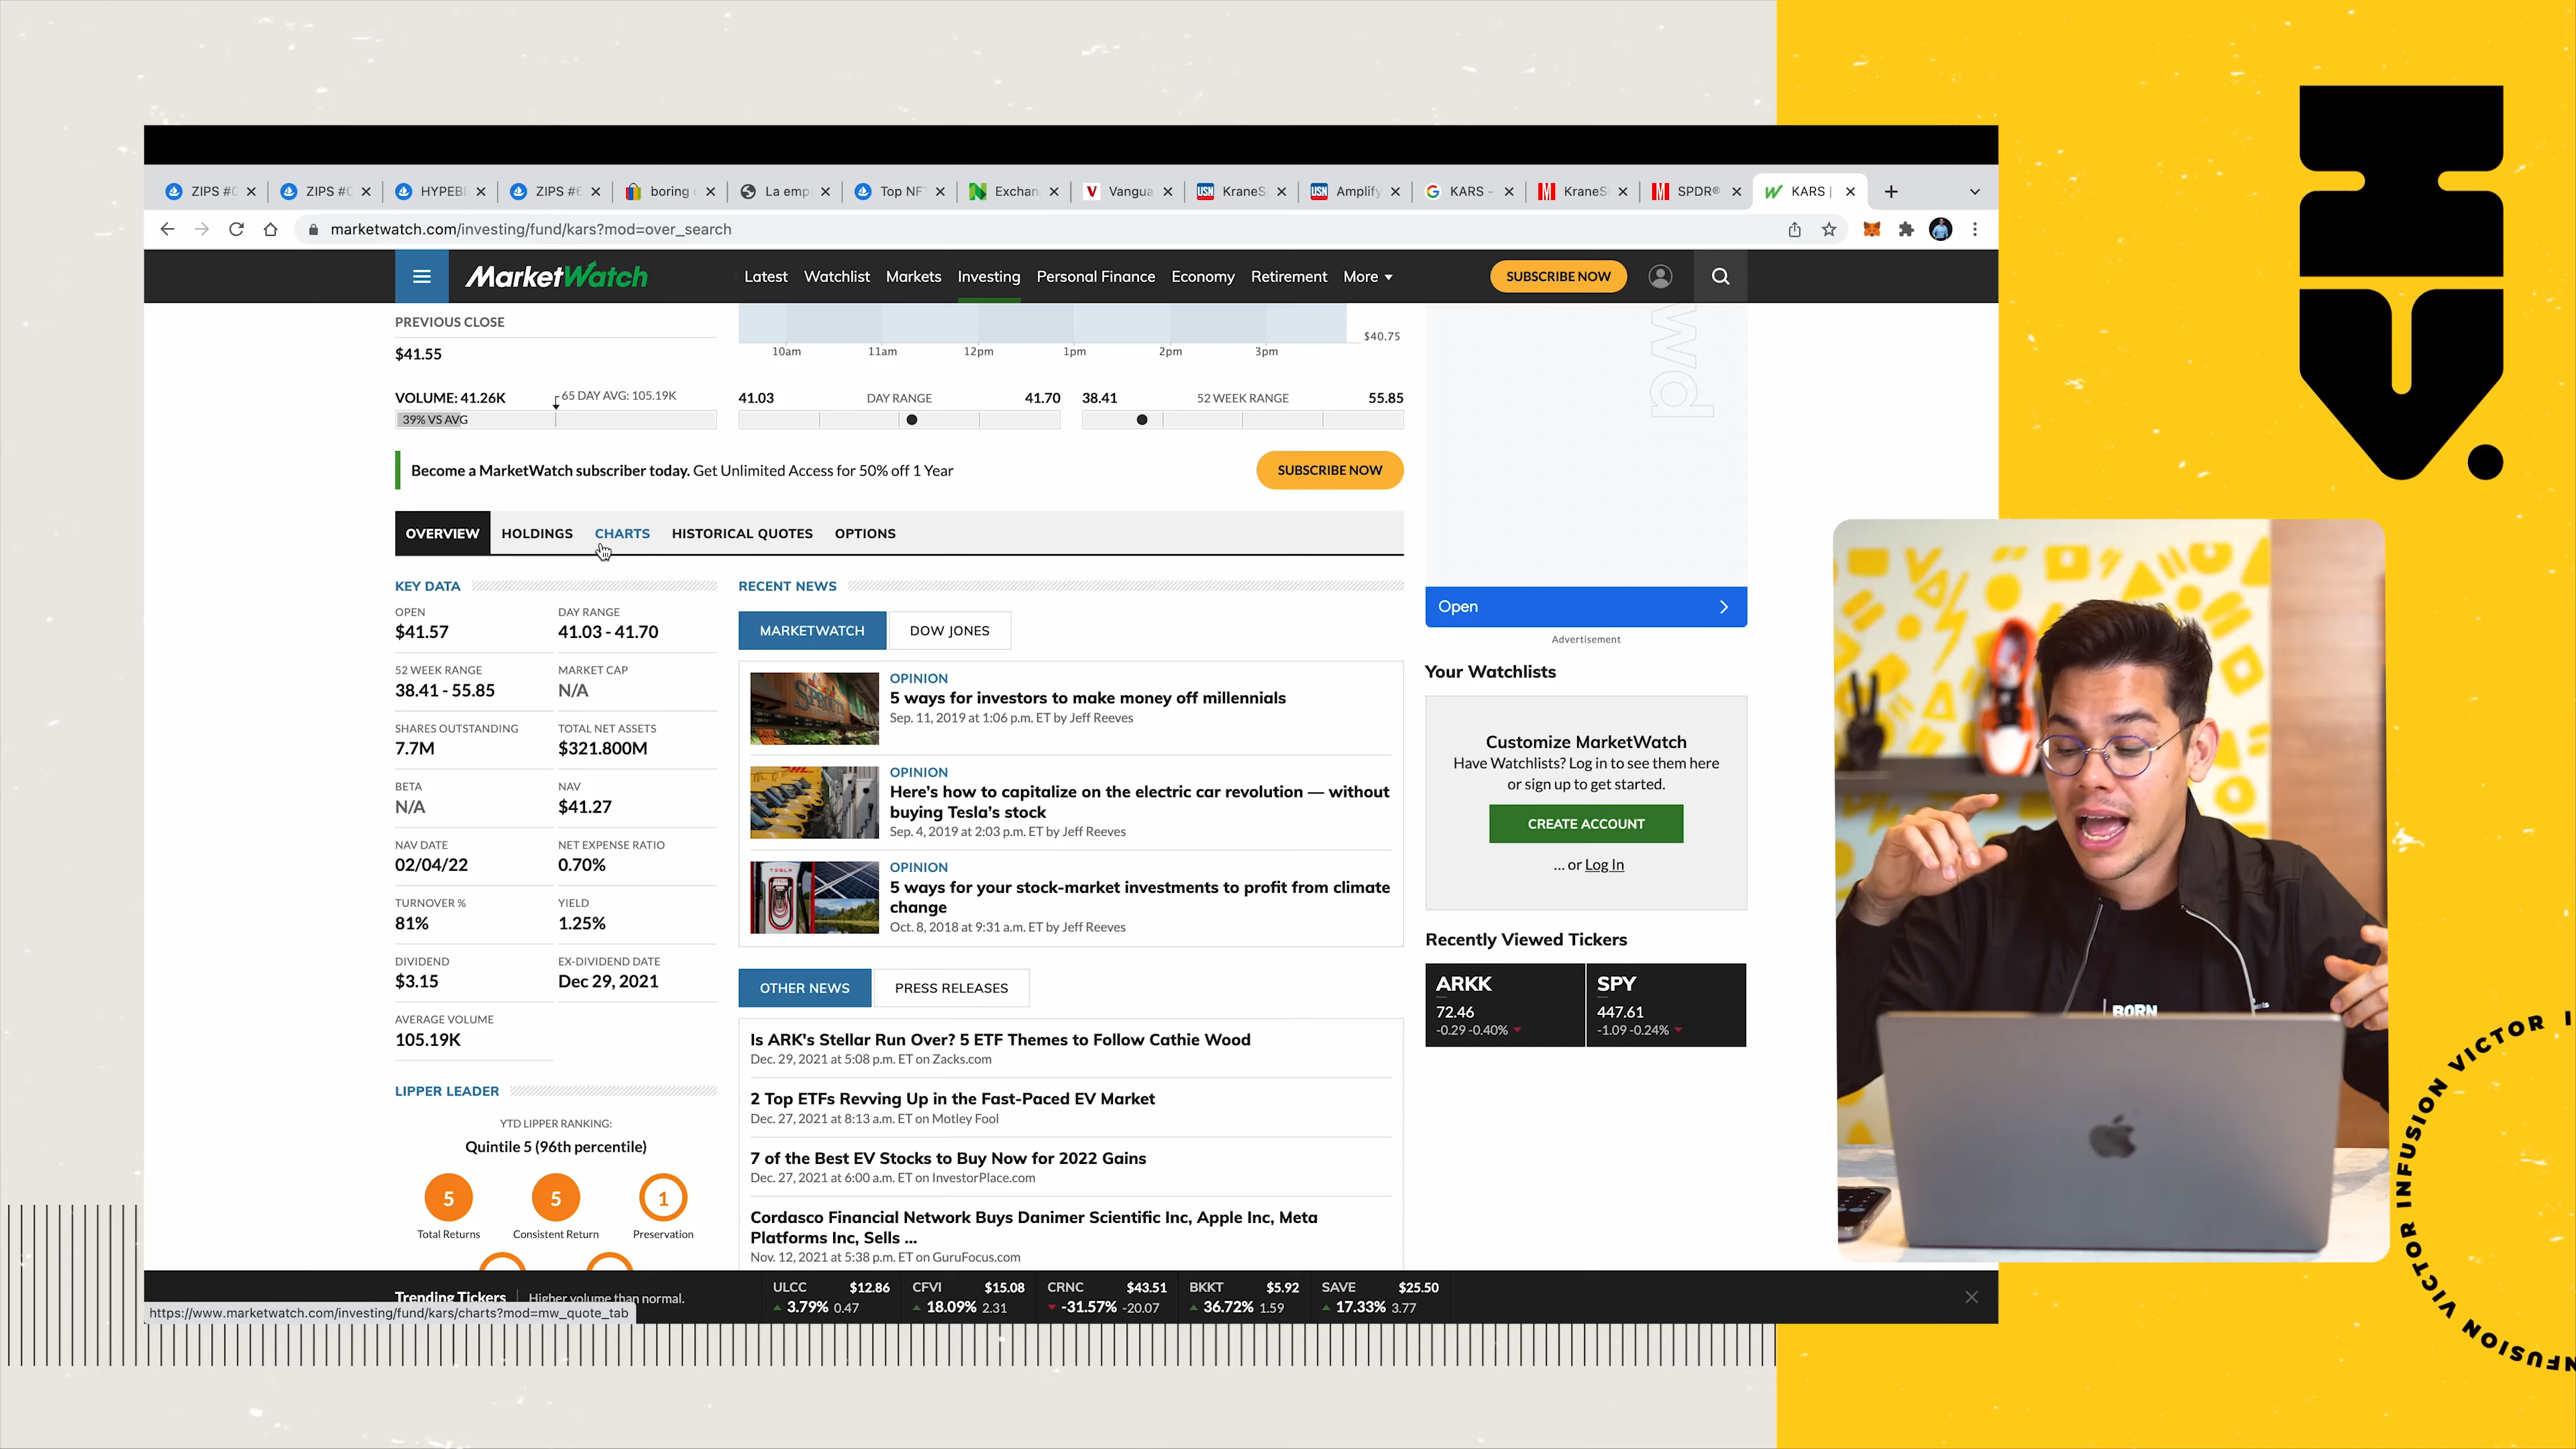 ZIPS #0
ZIPS #0
HYPEB
ZIPS #6
boring
La emp
Top NF
Exchan
Vangua
KraneS
Amplify
KARS -
KraneS
SPDR®
KARS |
marketwatch.com/investing/fund/kars?mod=over_search
MarketWatch
Latest
Watchlist
Markets
Investing
Personal Finance
Economy
Retirement
More
SUBSCRIBE NOW
PREVIOUS CLOSE
$41.55
10am
11am
12pm
1pm
2pm
3pm
$40.75
VOLUME: 41.26K
65 DAY AVG: 105.19K
39% VS AVG
41.03
DAY RANGE
41.70
38.41
52 WEEK RANGE
55.85
Become a MarketWatch subscriber today. Get Unlimited Access for 50% off 1 Year
SUBSCRIBE NOW
OVERVIEW
HOLDINGS
CHARTS
HISTORICAL QUOTES
OPTIONS
KEY DATA
OPEN
$41.57
DAY RANGE
41.03 - 41.70
52 WEEK RANGE
38.41 - 55.85
MARKET CAP
N/A
SHARES OUTSTANDING
7.7M
TOTAL NET ASSETS
$321.800M
BETA
N/A
NAV
$41.27
NAV DATE
02/04/22
NET EXPENSE RATIO
0.70%
TURNOVER %
81%
YIELD
1.25%
DIVIDEND
$3.15
EX-DIVIDEND DATE
Dec 29, 2021
AVERAGE VOLUME
105.19K
LIPPER LEADER
YTD LIPPER RANKING:
Quintile 5 (96th percentile)
5
5
1
Total Returns
Consistent Return
Preservation
RECENT NEWS
MARKETWATCH
DOW JONES
SPROUTS
OPINION
5 ways for investors to make money off millennials
Sep. 11, 2019 at 1:06 p.m. ET by Jeff Reeves
OPINION
Here's how to capitalize on the electric car revolution — without
buying Tesla's stock
Sep. 4, 2019 at 2:03 p.m. ET by Jeff Reeves
TESLA
OPINION
5 ways for your stock-market investments to profit from climate
change
Oct. 8, 2018 at 9:31 a.m. ET by Jeff Reeves
OTHER NEWS
PRESS RELEASES
Is ARK's Stellar Run Over? 5 ETF Themes to Follow Cathie Wood
Dec. 29, 2021 at 5:08 p.m. ET on Zacks.com
2 Top ETFs Revving Up in the Fast-Paced EV Market
Dec. 27, 2021 at 8:13 a.m. ET on Motley Fool
7 of the Best EV Stocks to Buy Now for 2022 Gains
Dec. 27, 2021 at 6:00 a.m. ET on InvestorPlace.com
Cordasco Financial Network Buys Danimer Scientific Inc, Apple Inc, Meta
Platforms Inc, Sells ...
Nov. 12, 2021 at 5:38 p.m. ET on GuruFocus.com
Open
Advertisement
Your Watchlists
Customize MarketWatch
Have Watchlists? Log in to see them here
or sign up to get started.
CREATE ACCOUNT
... or Log In
Recently Viewed Tickers
ARKK
72.46
-0.29 -0.40%
SPY
447.61
-1.09 -0.24%
Trending Tickers
Higher volume than normal.
ULCC
$12.86
3.79% 0.47
CFVI
$15.08
18.09% 2.31
CRNC
$43.51
-31.57% -20.07
BKKT
$5.92
36.72% 1.59
SAVE
$25.50
17.33% 3.77
https://www.marketwatch.com/investing/fund/kars/charts?mod=mw_quote_tab
BORN
VICTOR INFUSION VICTOR INFUSION